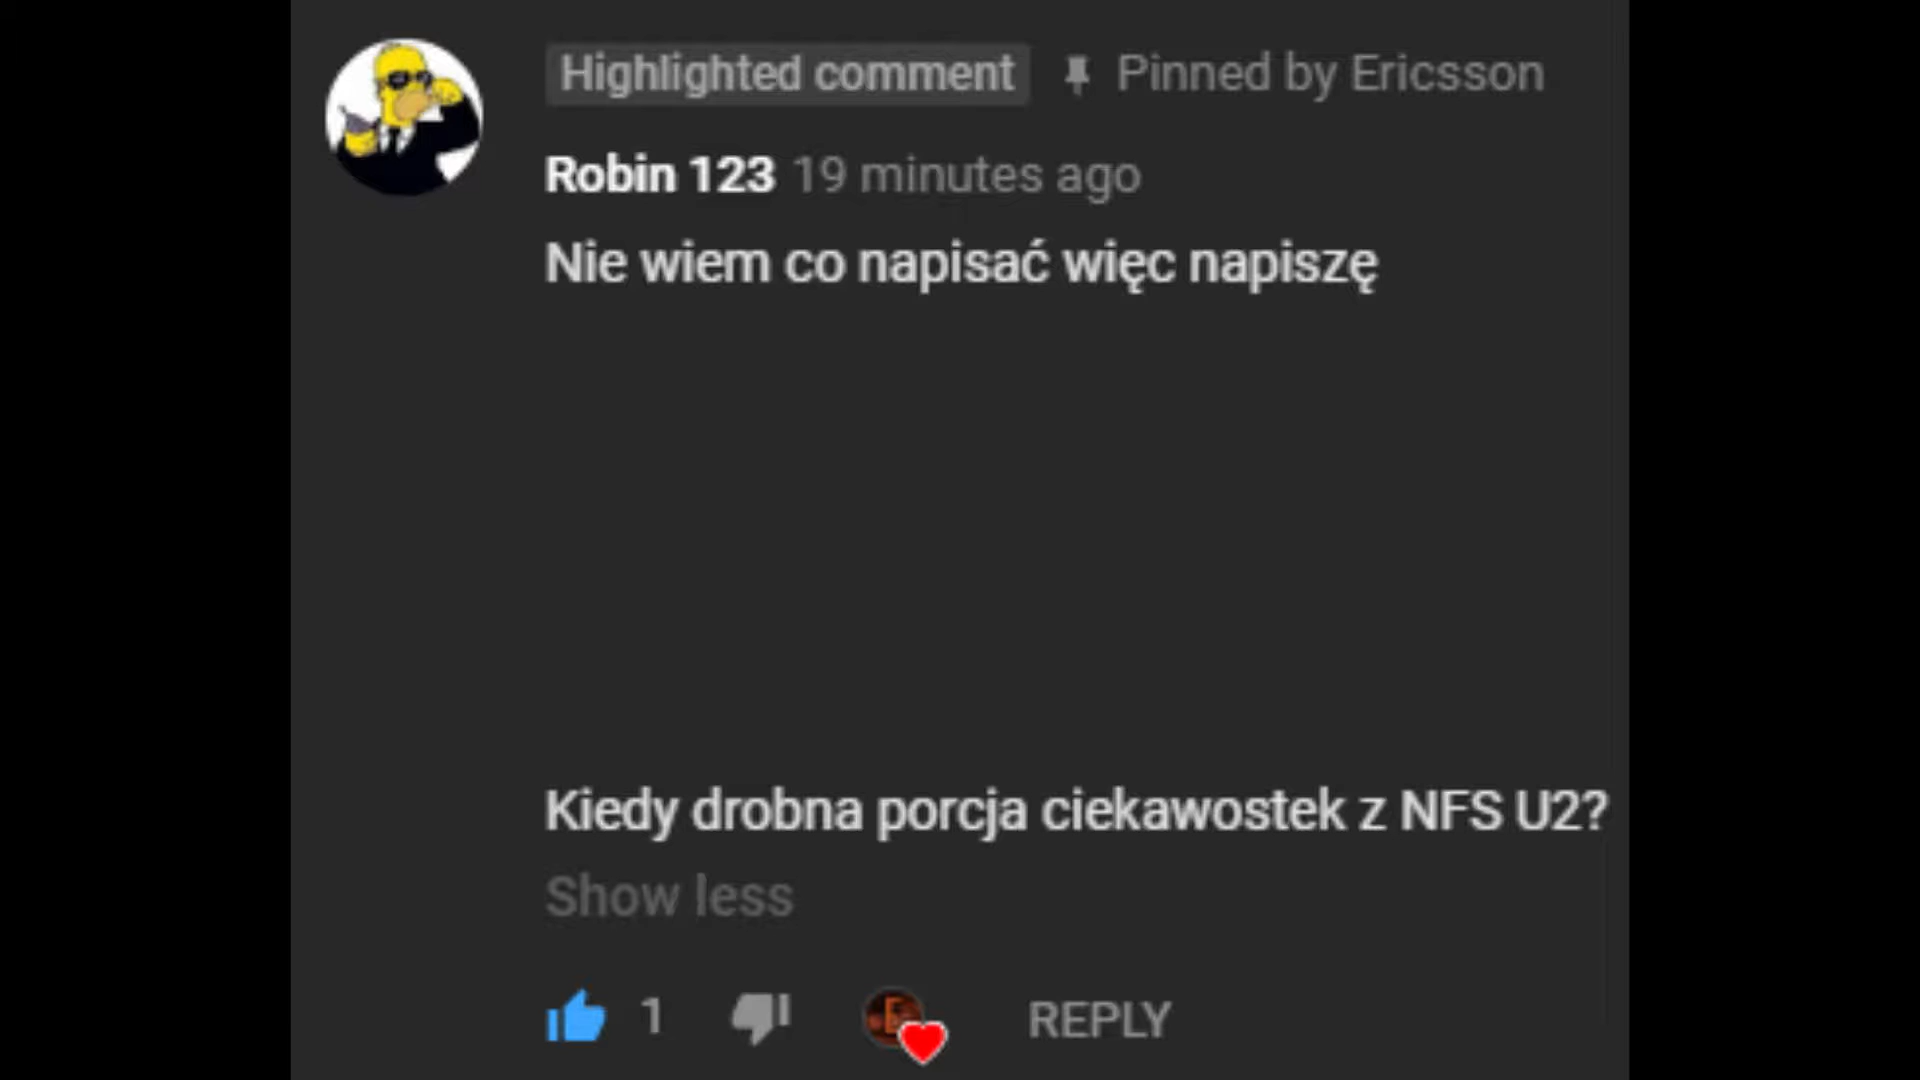 Highlighted comment Pinned by Ericsson
Robin 123 19 minutes ago
Nie wiem co napisać więc napiszę
Kiedy drobna porcja ciekawostek z NFS U2?
Show less
1 E REPLY